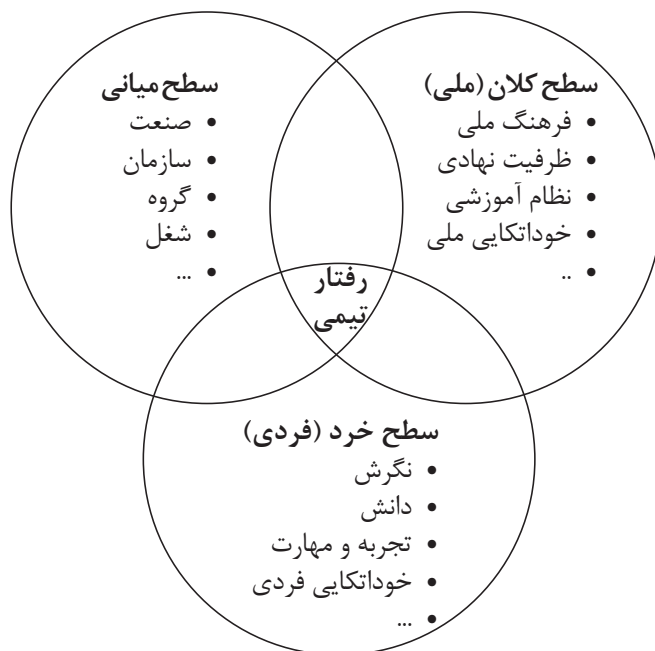 سطح کلان (ملی)
• فرهنگ ملی
• ظرفیت نهادی
• نظام آموزشی
• خوداتکایی ملی
• ..
سطح میانی
• صنعت
• سازمان
• گروه
• شغل
• ...
رفتار
تیمی
سطح خرد (فردی)
• نگرش
• دانش
• تجربه و مهارت
• خوداتکایی فردی
• ...